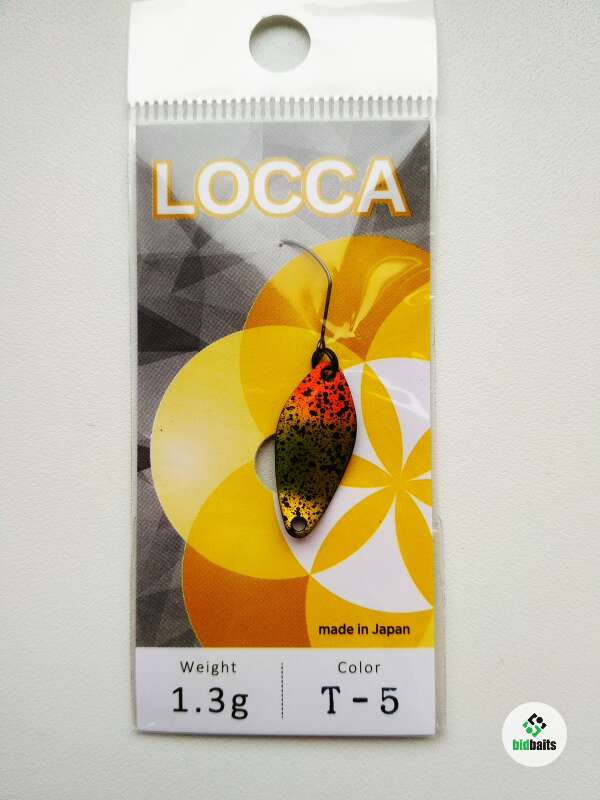 LOCCA
made in Japan
Weight
Color
1.3g
T-5
bidbaits